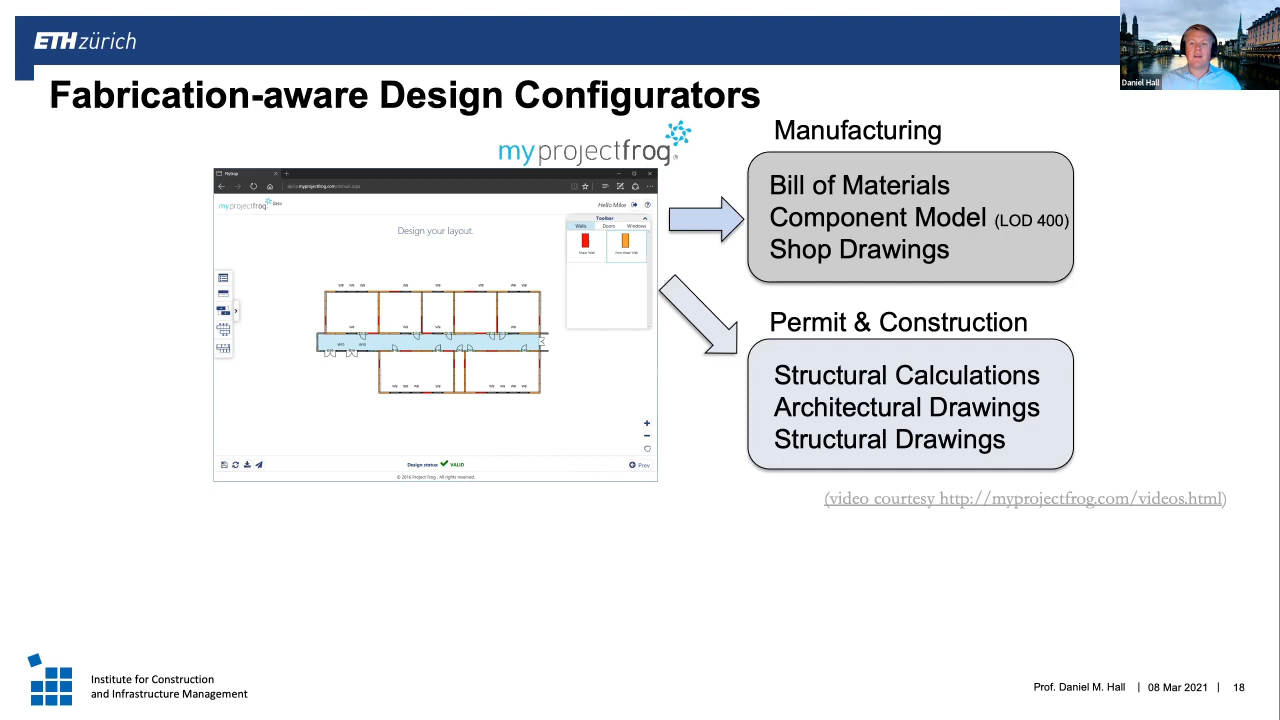 ETH zürich
Daniel Hall
Fabrication-aware Design Configurators
myprojectfrog®
Manufacturing
Bill of Materials
Component Model (LOD 400)
Shop Drawings
Permit & Construction
Structural Calculations
Architectural Drawings
Structural Drawings
myprojectfrog Beta
Hello Mike
Design your layout.
Toolbar
Walls Doors Windows
Design status: VALID
Prev
© 2016 Project Frog. All rights reserved.
(video courtesy http://myprojectfrog.com/videos.html)
Institute for Construction
and Infrastructure Management
Prof. Daniel M. Hall | 08 Mar 2021 | 18